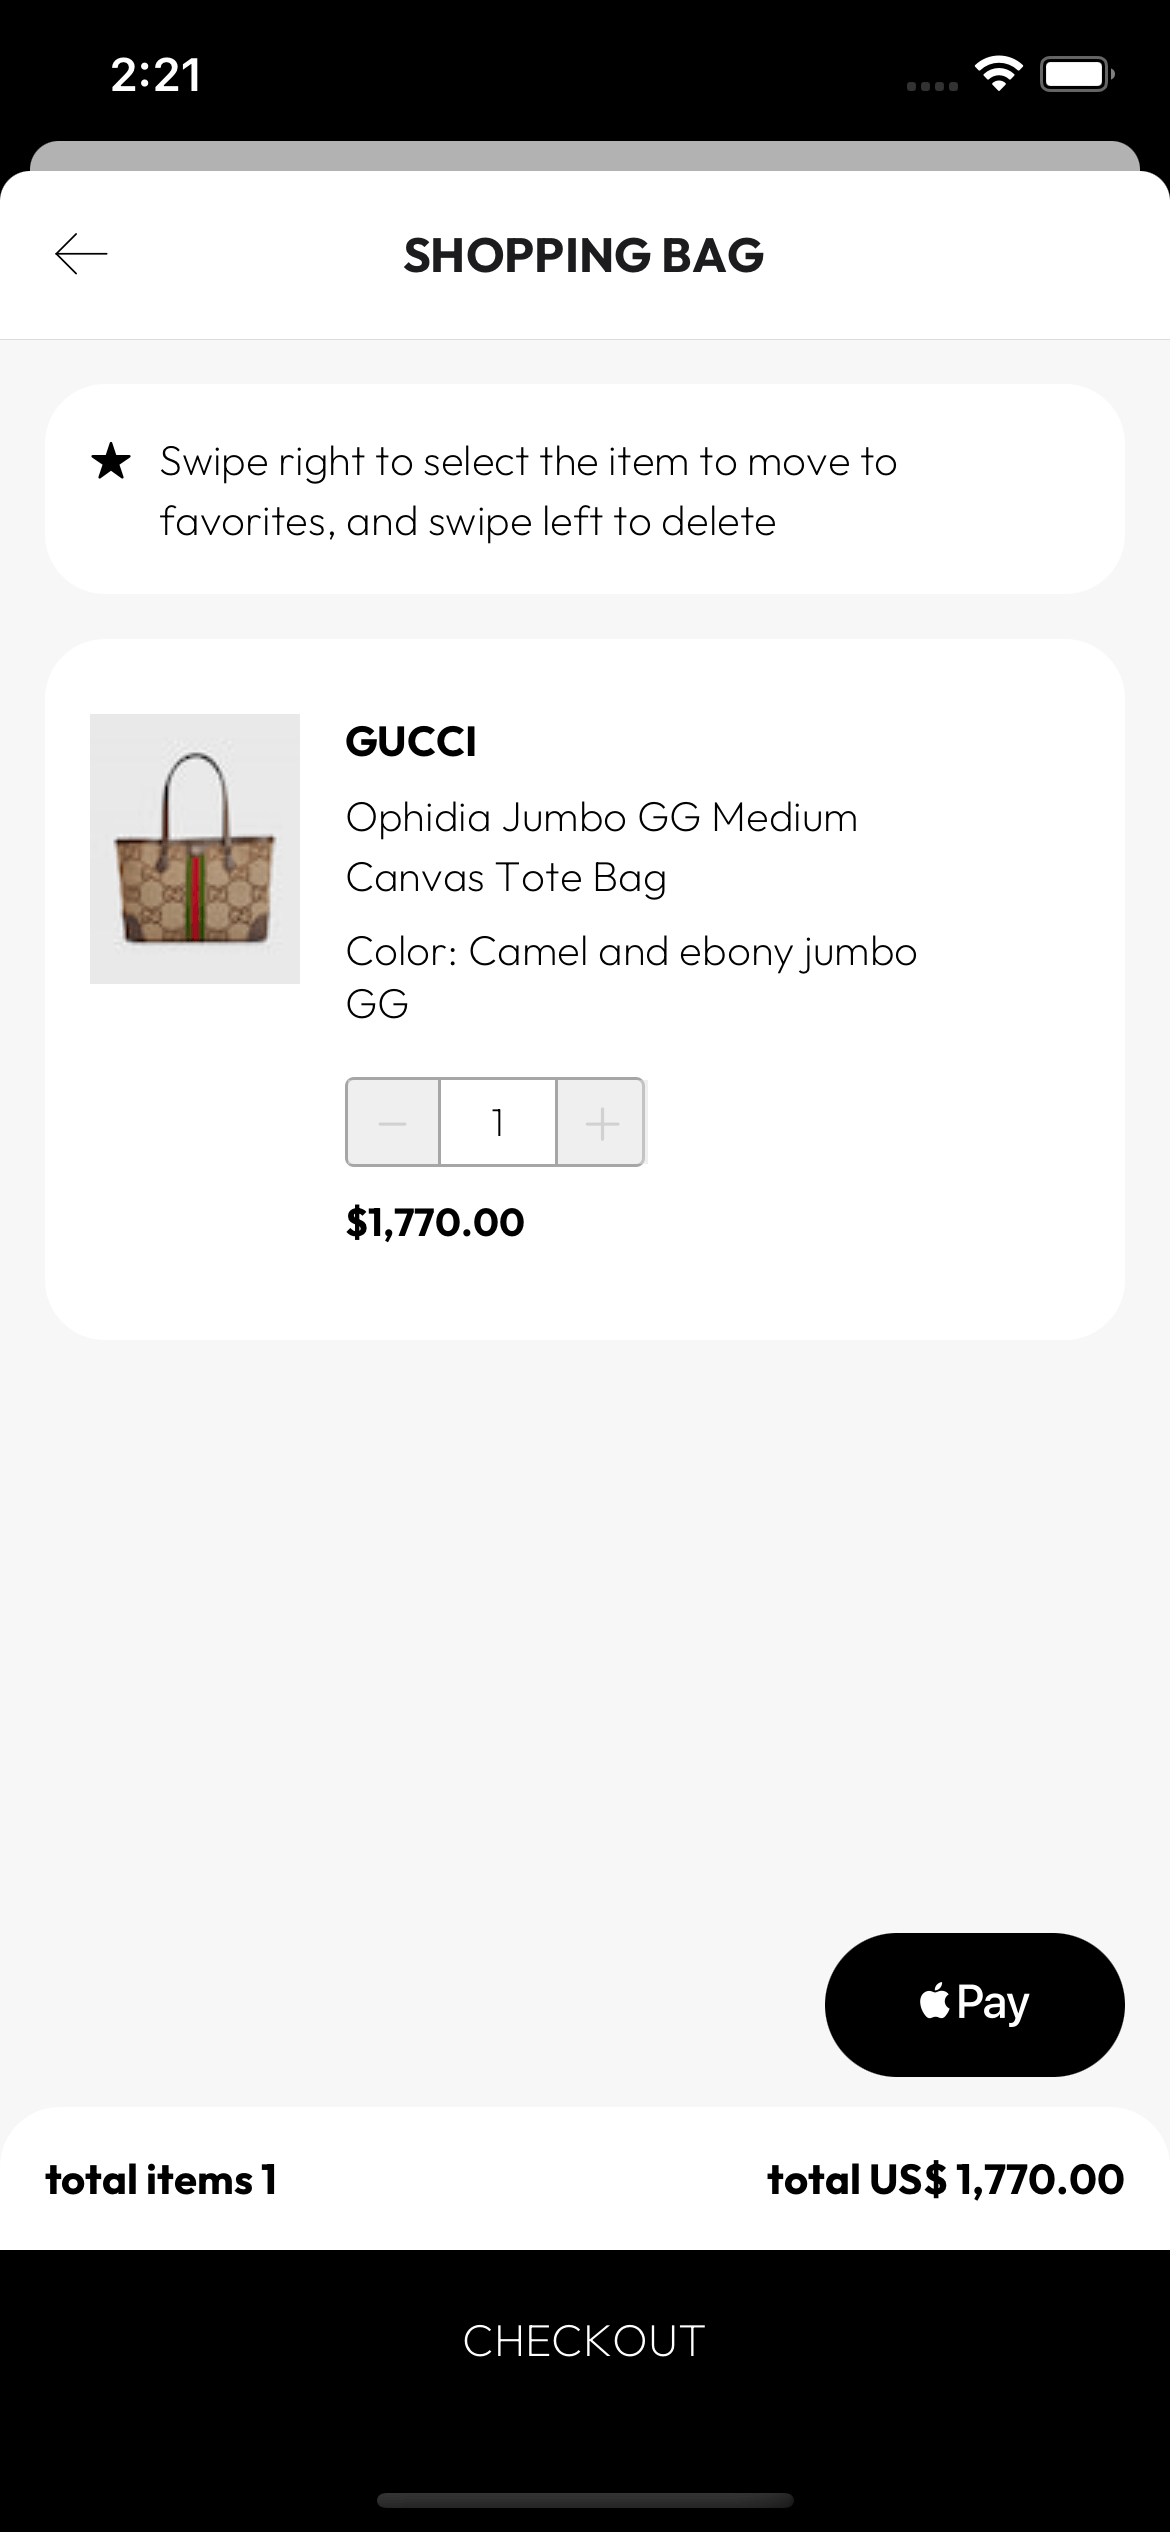 2:21
SHOPPING BAG
★ Swipe right to select the item to move to
favorites, and swipe left to delete
GUCCI
Ophidia Jumbo GG Medium
Canvas Tote Bag
Color: Camel and ebony jumbo
GG
− 1 +
$1,770.00
Pay
total items 1 total US$ 1,770.00
CHECKOUT